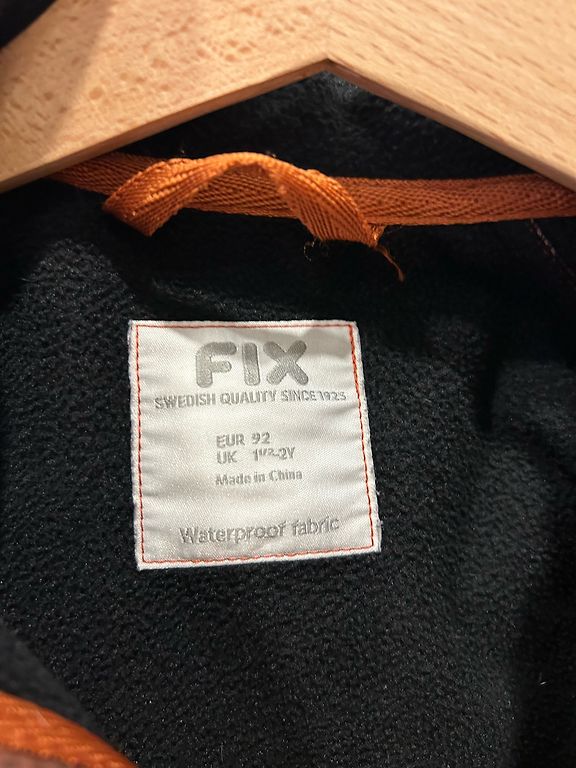 FIX
SWEDISH QUALITY SINCE 1925
EUR 92
UK 1½-2Y
Made in China
Waterproof fabric